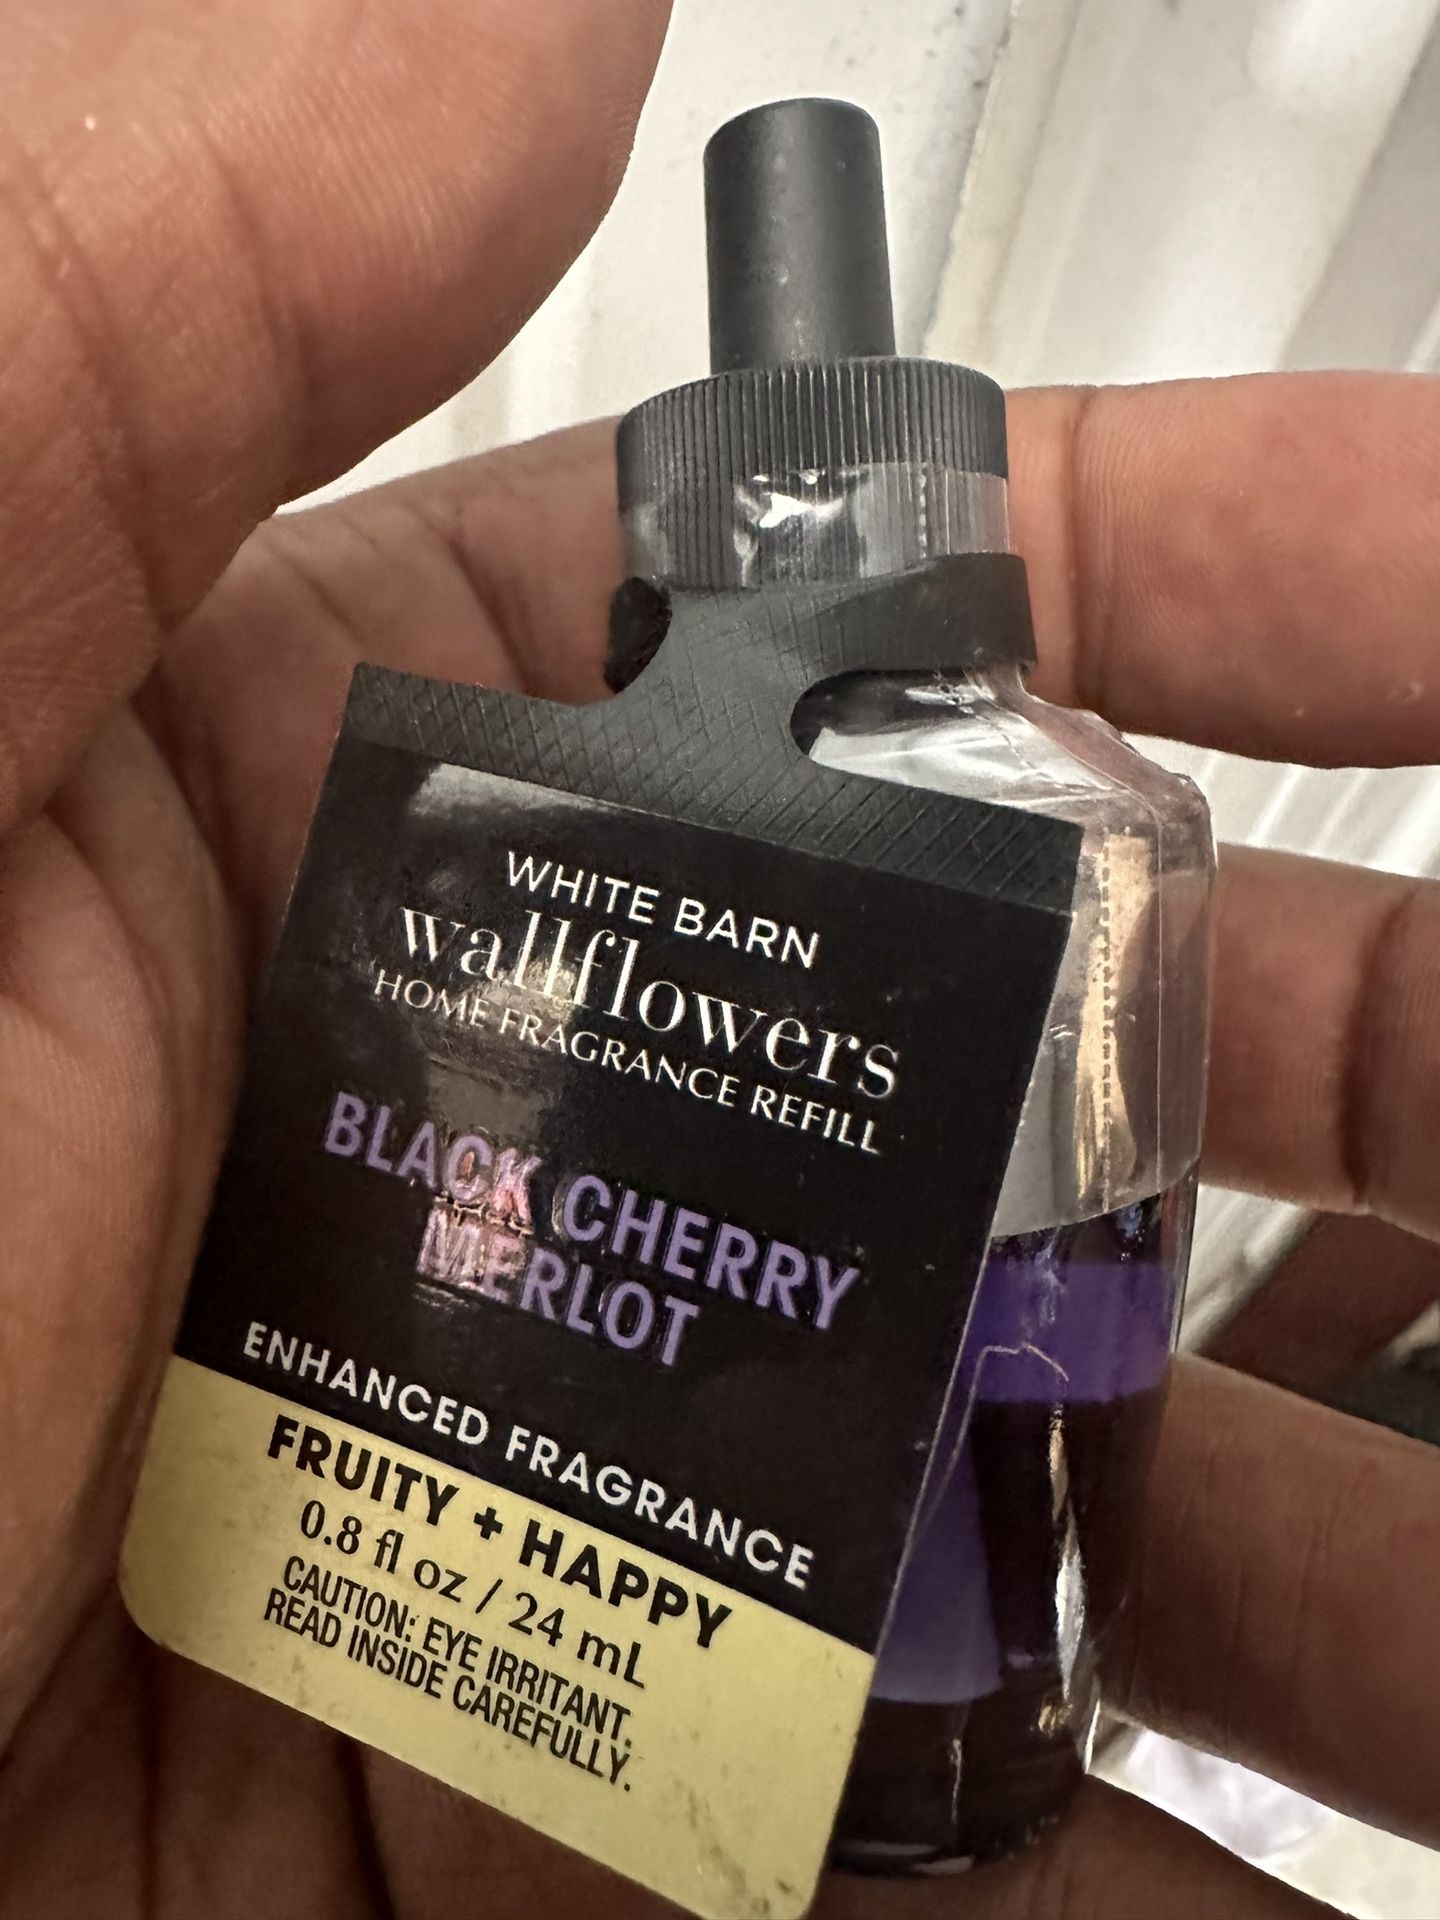 WHITE BARN
wallflowers
HOME FRAGRANCE REFILL
BLACK CHERRY
MERLOT
ENHANCED FRAGRANCE
FRUITY + HAPPY
0.8 fl oz / 24 mL
CAUTION: EYE IRRITANT.
READ INSIDE CAREFULLY.